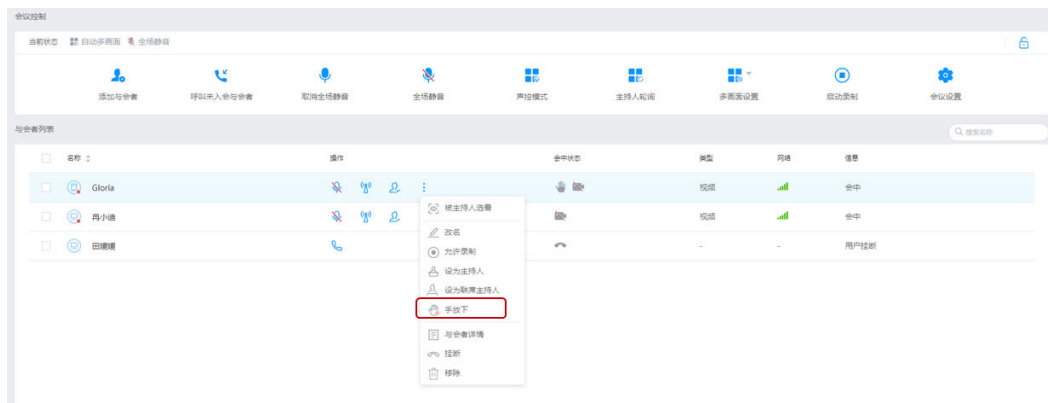 会议控制
当前状态 自动多画面 全场静音
添加与会者 呼叫未入会与会者 取消全场静音 全场静音 声控模式 主持人轮询 多画面设置 启动录制 会议设置
与会者列表 搜索名称
名称 操作 会中状态 类型 网络 信息
Gloria 视频 会中
被主持人选看
冉小迪 视频 会中
改名
田媛媛 - - 用户挂断
允许录制
设为主持人
设为联席主持人
手放下
与会者详情
挂断
移除